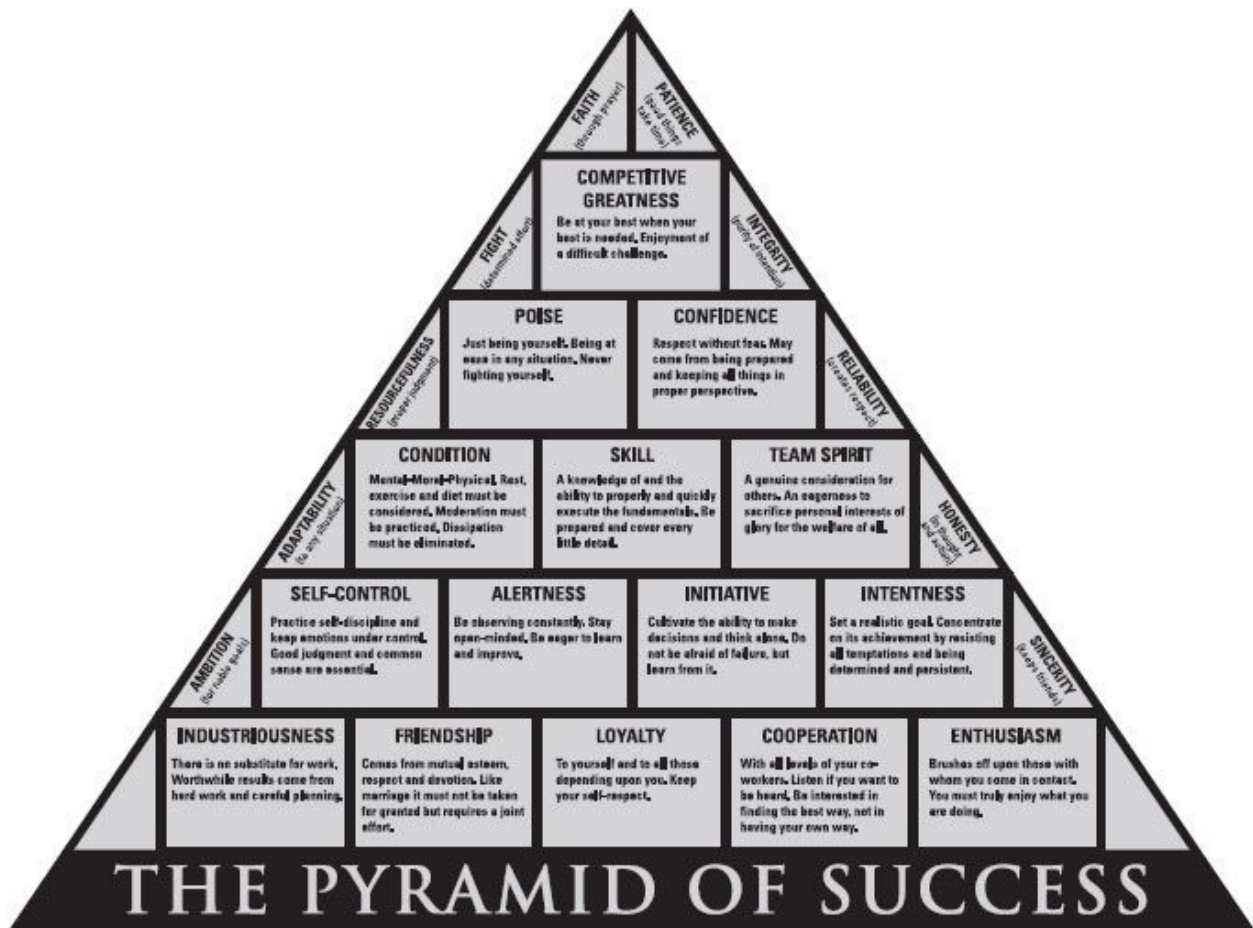 FAITH
(through prayer)
PATIENCE
(good things
take time)
COMPETITIVE
GREATNESS
Be at your best when your
best is needed. Enjoyment of
a difficult challenge.
FIGHT
(determined effort)
INTEGRITY
(purity of intention)
POISE
Just being yourself. Being at
ease in any situation. Never
fighting yourself.
CONFIDENCE
Respect without fear. May
come from being prepared
and keeping all things in
proper perspective.
RESOURCEFULNESS
(proper judgment)
RELIABILITY
(creates respect)
CONDITION
Mental-Moral-Physical. Rest,
exercise and diet must be
considered. Moderation must
be practiced. Dissipation
must be eliminated.
SKILL
A knowledge of and the
ability to properly and quickly
execute the fundamentals. Be
prepared and cover every
little detail.
TEAM SPIRIT
A genuine consideration for
others. An eagerness to
sacrifice personal interests of
glory for the welfare of all.
ADAPTABILITY
(to any situation)
HONESTY
(in thought
and action)
SELF-CONTROL
Practice self-discipline and
keep emotions under control.
Good judgment and common
sense are essential.
ALERTNESS
Be observing constantly. Stay
open-minded. Be eager to learn
and improve.
INITIATIVE
Cultivate the ability to make
decisions and think alone. Do
not be afraid of failure, but
learn from it.
INTENTNESS
Set a realistic goal. Concentrate
on its achievement by resisting
all temptations and being
determined and persistent.
AMBITION
(for noble goals)
SINCERITY
(keeps friends)
INDUSTRIOUSNESS
There is no substitute for work.
Worthwhile results come from
hard work and careful planning.
FRIENDSHIP
Comes from mutual esteem,
respect and devotion. Like
marriage it must not be taken
for granted but requires a joint
effort.
LOYALTY
To yourself and to all those
depending upon you. Keep
your self-respect.
COOPERATION
With all levels of your co-
workers. Listen if you want to
be heard. Be interested in
finding the best way, not in
having your own way.
ENTHUSIASM
Brushes off upon those with
whom you come in contact.
You must truly enjoy what you
are doing.
THE PYRAMID OF SUCCESS